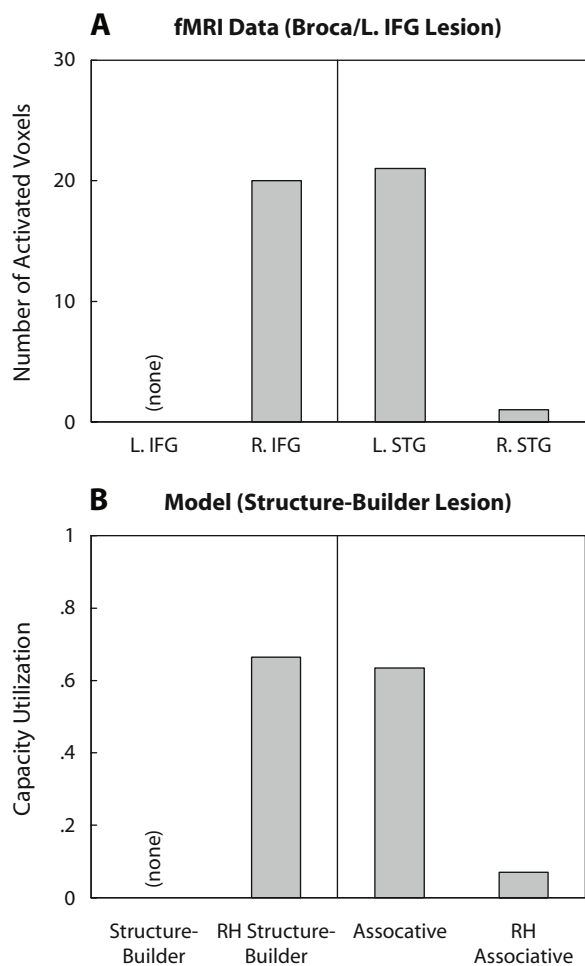 A fMRI Data (Broca/L. IFG Lesion)
Number of Activated Voxels
30
20
10
0
(none)
L. IFG R. IFG L. STG R. STG
B Model (Structure-Builder Lesion)
Capacity Utilization
1
.8
.6
.4
.2
0
(none)
Structure- RH Structure- Assocative RH
Builder Builder Associative